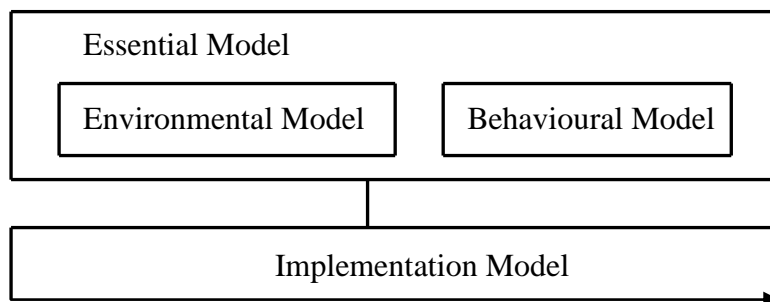 Essential Model
Environmental Model
Behavioural Model
Implementation Model